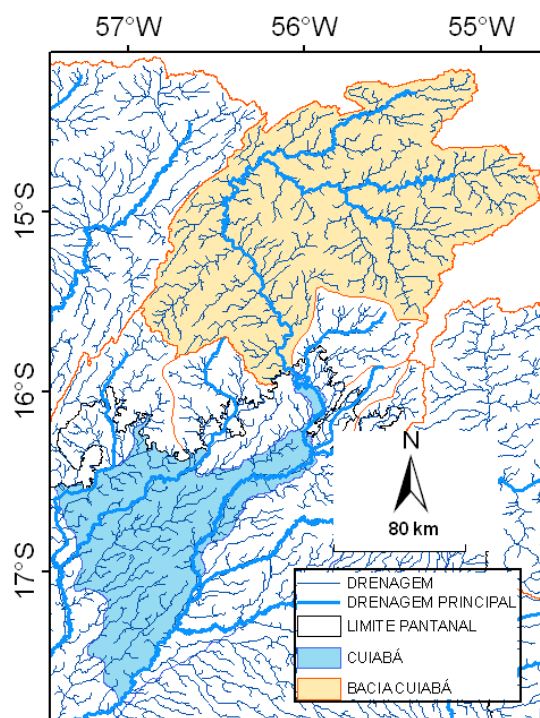 57°W 56°W 55°W
15°S
16°S
17°S
N
80 km
DRENAGEM
DRENAGEM PRINCIPAL
LIMITE PANTANAL
CUIABÁ
BACIA CUIABÁ